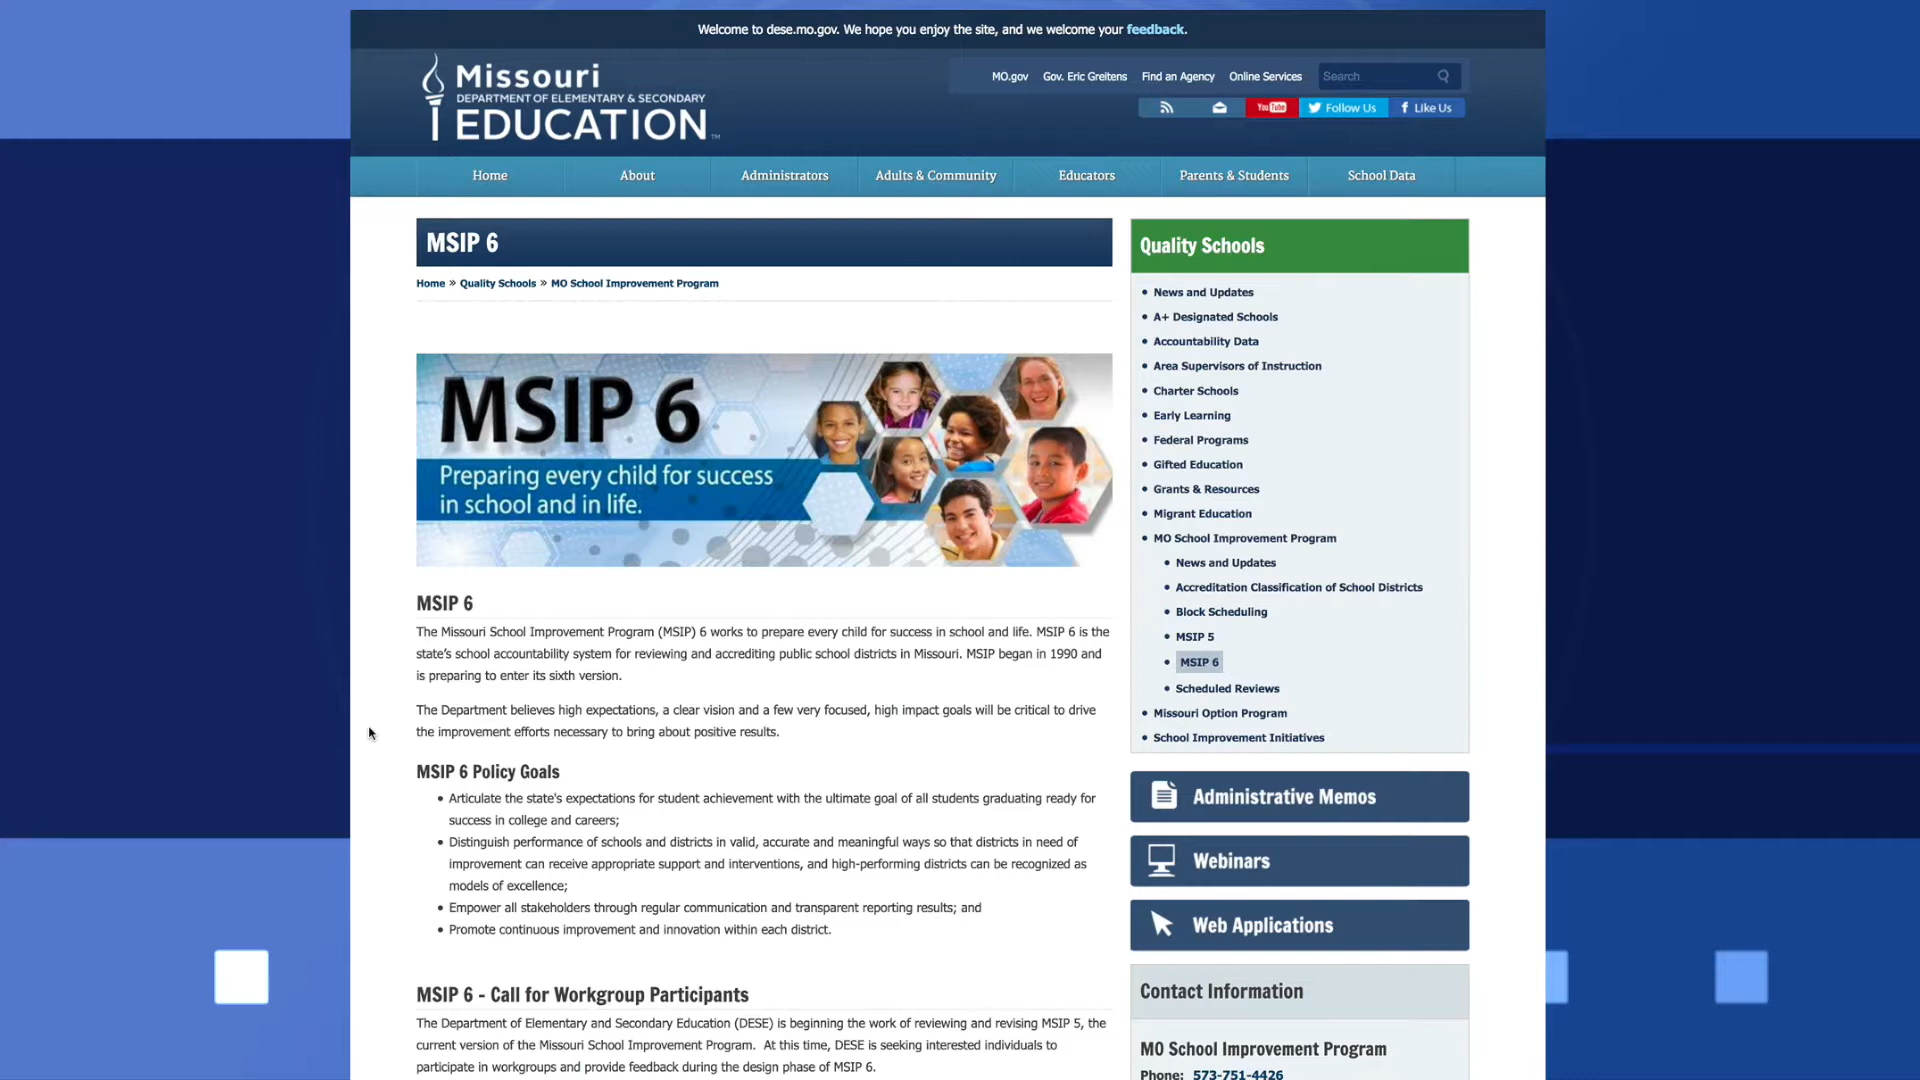 Welcome to dese.mo.gov. We hope you enjoy the site, and we welcome your feedback.
Missouri
DEPARTMENT OF ELEMENTARY & SECONDARY
EDUCATION™
MO.gov Gov. Eric Greitens Find an Agency Online Services Search
YouTube Follow Us Like Us
Home About Administrators Adults & Community Educators Parents & Students School Data
MSIP 6
Home » Quality Schools » MO School Improvement Program
MSIP 6
Preparing every child for success
in school and in life.
MSIP 6
The Missouri School Improvement Program (MSIP) 6 works to prepare every child for success in school and life. MSIP 6 is the
state's school accountability system for reviewing and accrediting public school districts in Missouri. MSIP began in 1990 and
is preparing to enter its sixth version.
The Department believes high expectations, a clear vision and a few very focused, high impact goals will be critical to drive
the improvement efforts necessary to bring about positive results.
MSIP 6 Policy Goals
• Articulate the state's expectations for student achievement with the ultimate goal of all students graduating ready for
success in college and careers;
• Distinguish performance of schools and districts in valid, accurate and meaningful ways so that districts in need of
improvement can receive appropriate support and interventions, and high-performing districts can be recognized as
models of excellence;
• Empower all stakeholders through regular communication and transparent reporting results; and
• Promote continuous improvement and innovation within each district.
MSIP 6 - Call for Workgroup Participants
The Department of Elementary and Secondary Education (DESE) is beginning the work of reviewing and revising MSIP 5, the
current version of the Missouri School Improvement Program. At this time, DESE is seeking interested individuals to
participate in workgroups and provide feedback during the design phase of MSIP 6.
Quality Schools
• News and Updates
• A+ Designated Schools
• Accountability Data
• Area Supervisors of Instruction
• Charter Schools
• Early Learning
• Federal Programs
• Gifted Education
• Grants & Resources
• Migrant Education
• MO School Improvement Program
• News and Updates
• Accreditation Classification of School Districts
• Block Scheduling
• MSIP 5
• MSIP 6
• Scheduled Reviews
• Missouri Option Program
• School Improvement Initiatives
Administrative Memos
Webinars
Web Applications
Contact Information
MO School Improvement Program
Phone: 573-751-4426